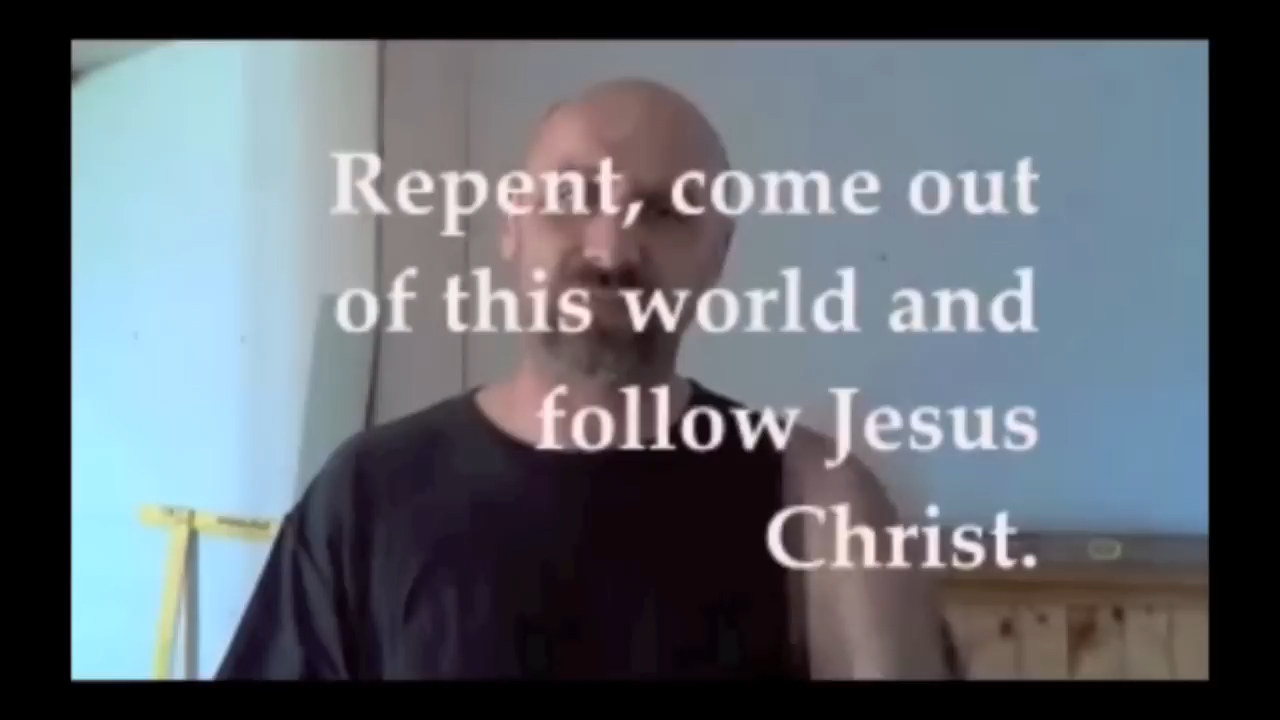 Repent, come out
of this world and
follow Jesus
Christ.